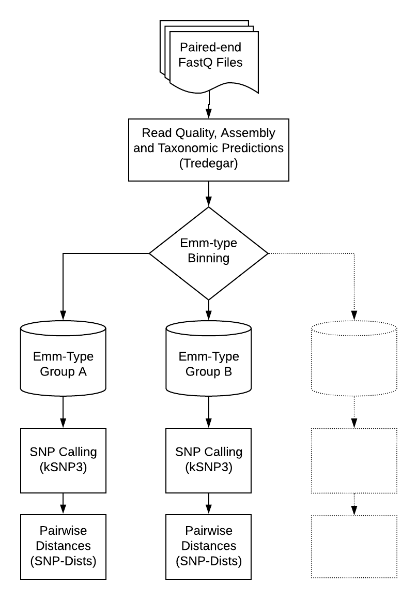 Paired-end
FastQ Files
Read Quality, Assembly
and Taxonomic Predictions
(Tredegar)
Emm-type
Binning
Emm-Type
Group A
Emm-Type
Group B
SNP Calling
(kSNP3)
SNP Calling
(kSNP3)
Pairwise
Distances
(SNP-Dists)
Pairwise
Distances
(SNP-Dists)